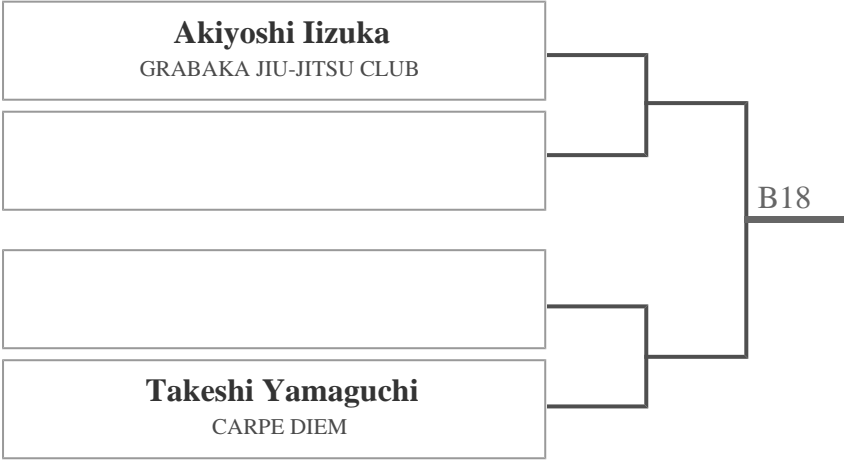 Akiyoshi Iizuka
GRABAKA JIU-JITSU CLUB
B18
Takeshi Yamaguchi
CARPE DIEM